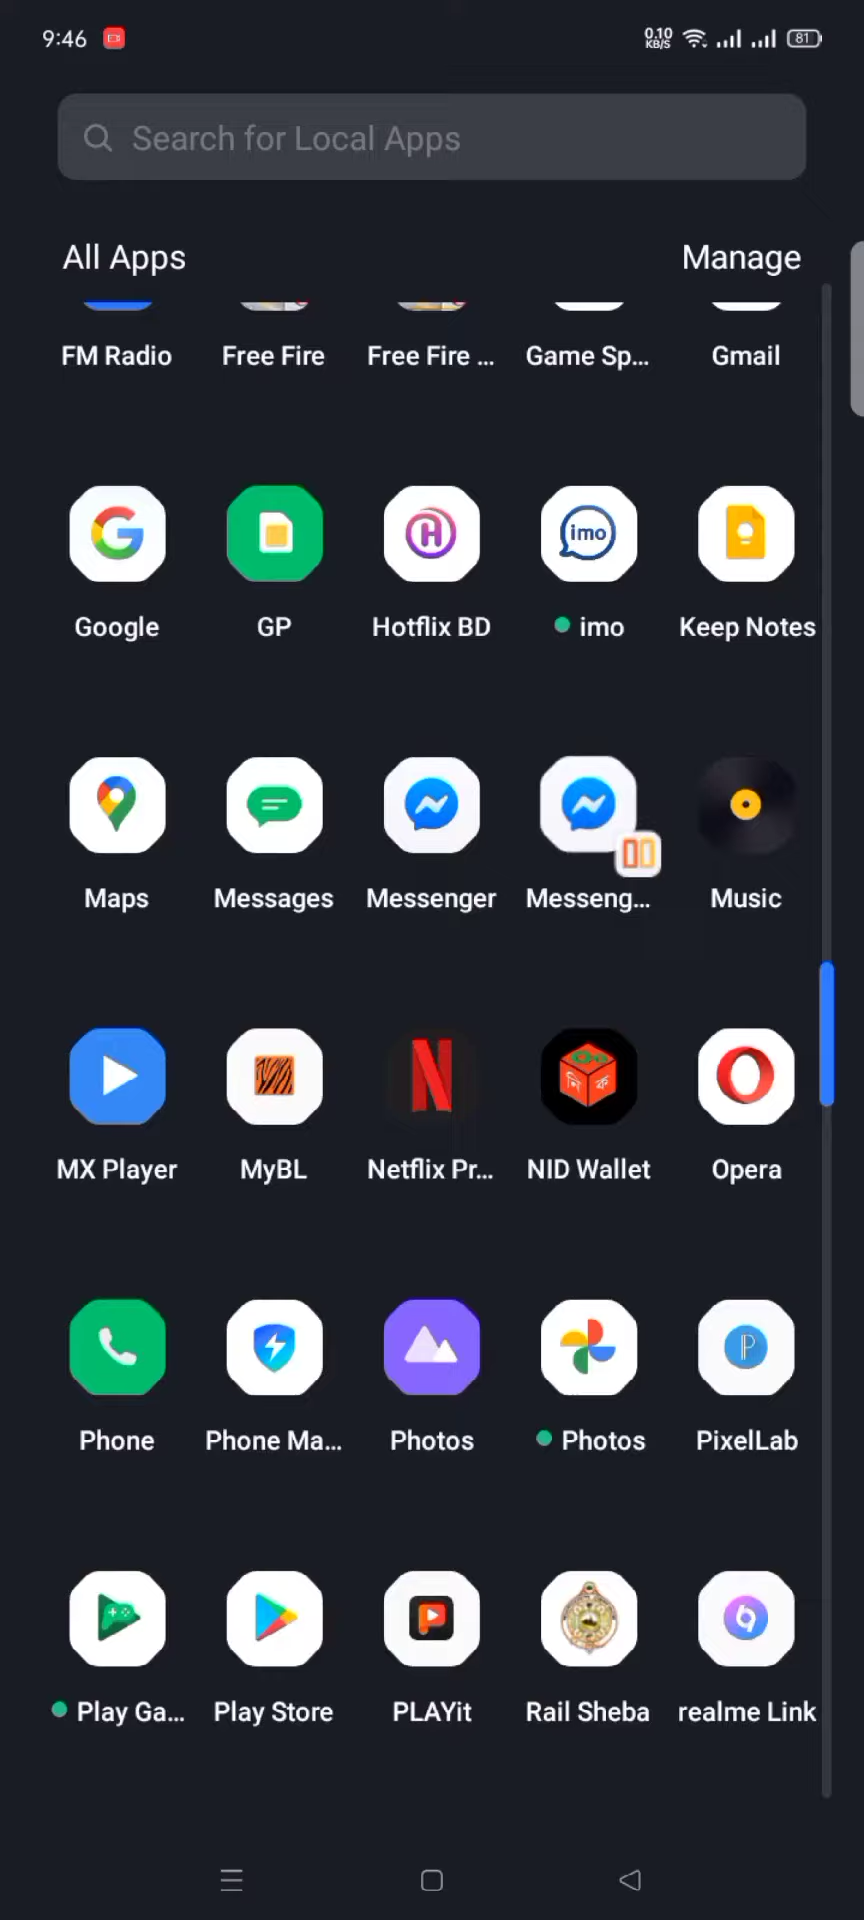 9:46
0.10
KB/S
81
Search for Local Apps
All Apps
Manage
FM Radio
Free Fire
Free Fire ...
Game Sp...
Gmail
imo
Google
GP
Hotflix BD
imo
Keep Notes
Maps
Messages
Messenger
Messeng...
Music
MX Player
MyBL
Netflix Pr...
NID Wallet
Opera
Phone
Phone Ma...
Photos
Photos
PixelLab
Play Ga...
Play Store
PLAYit
Rail Sheba
realme Link